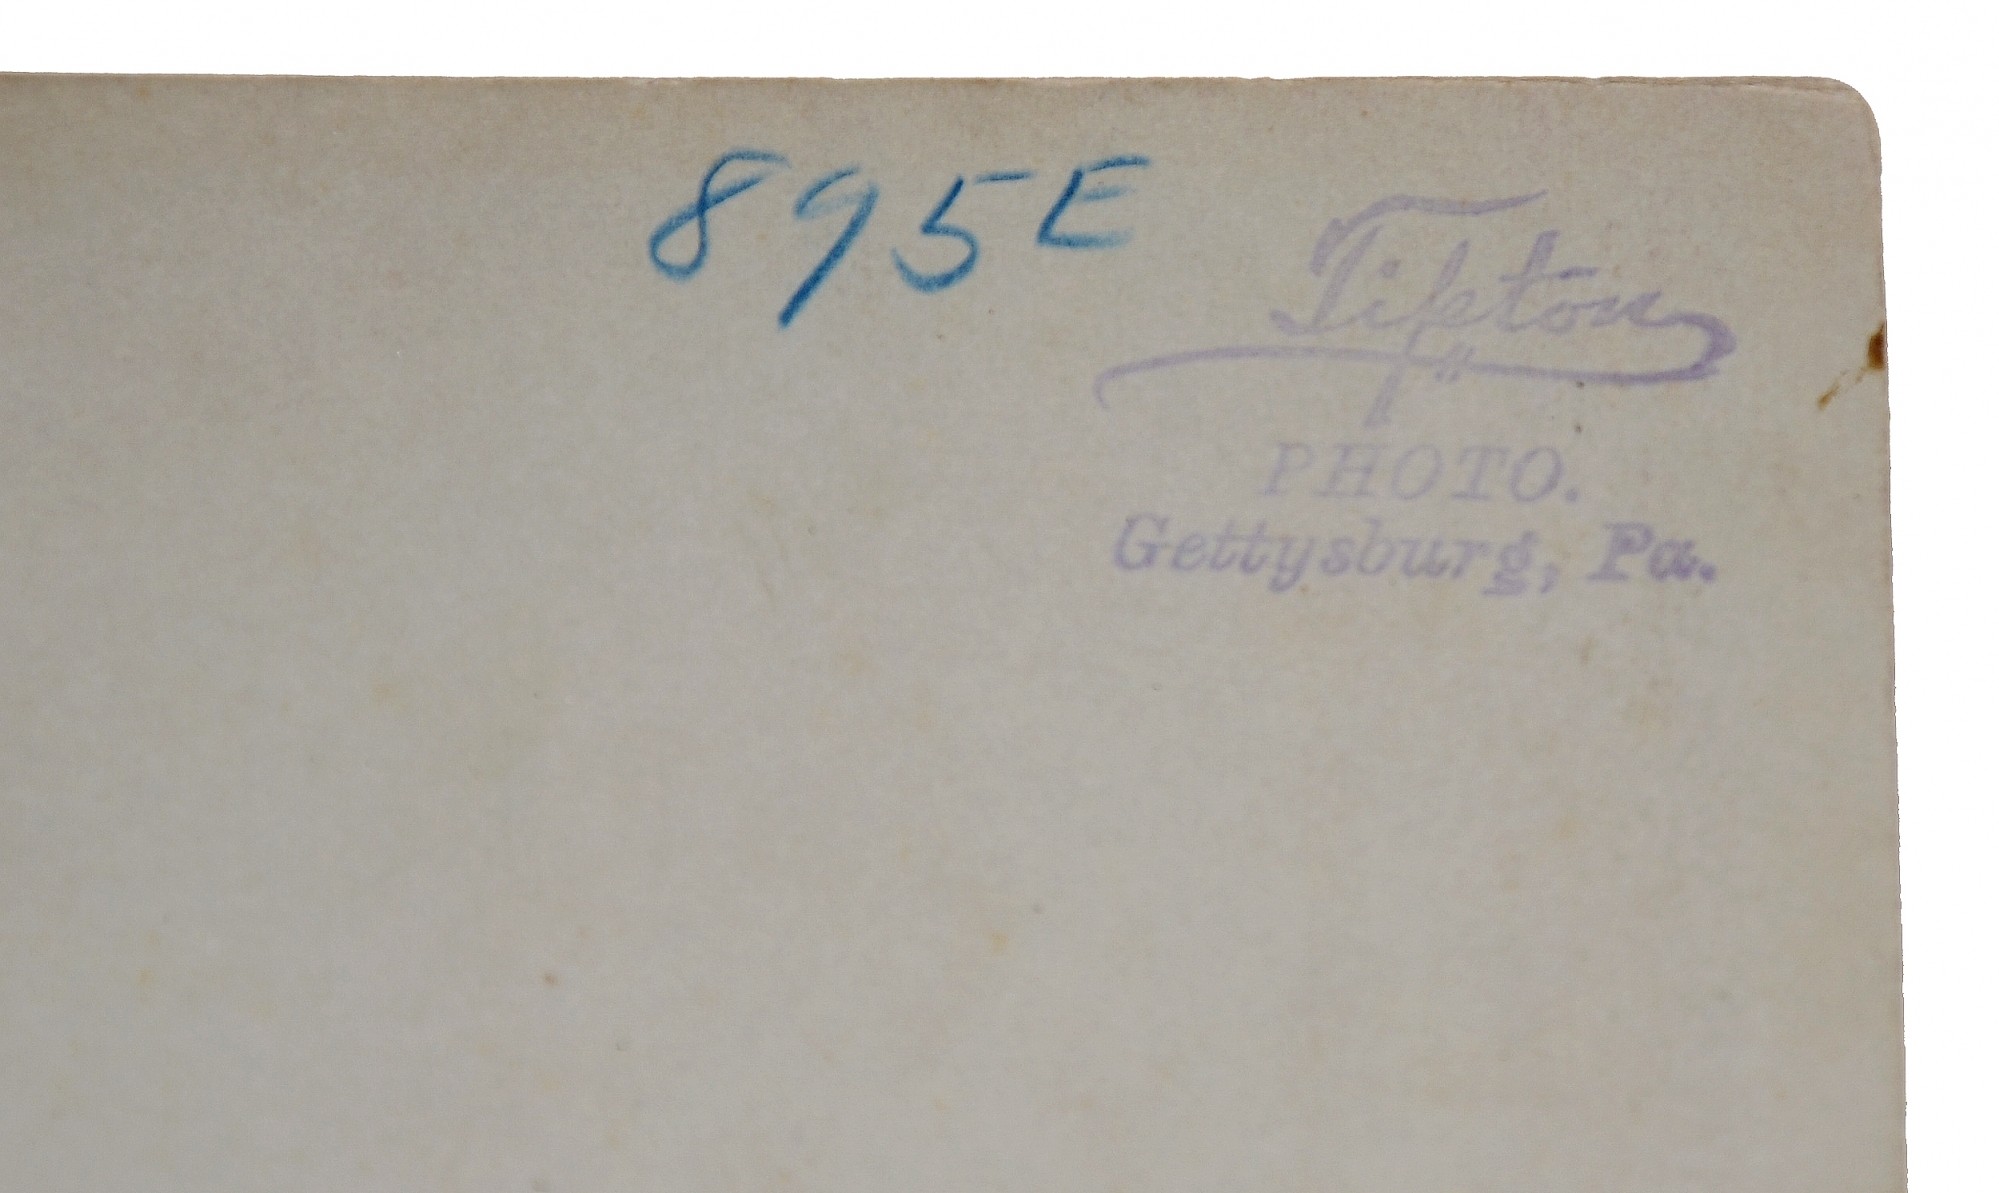 895E
Tipton
PHOTO.
Gettysburg, Pa.